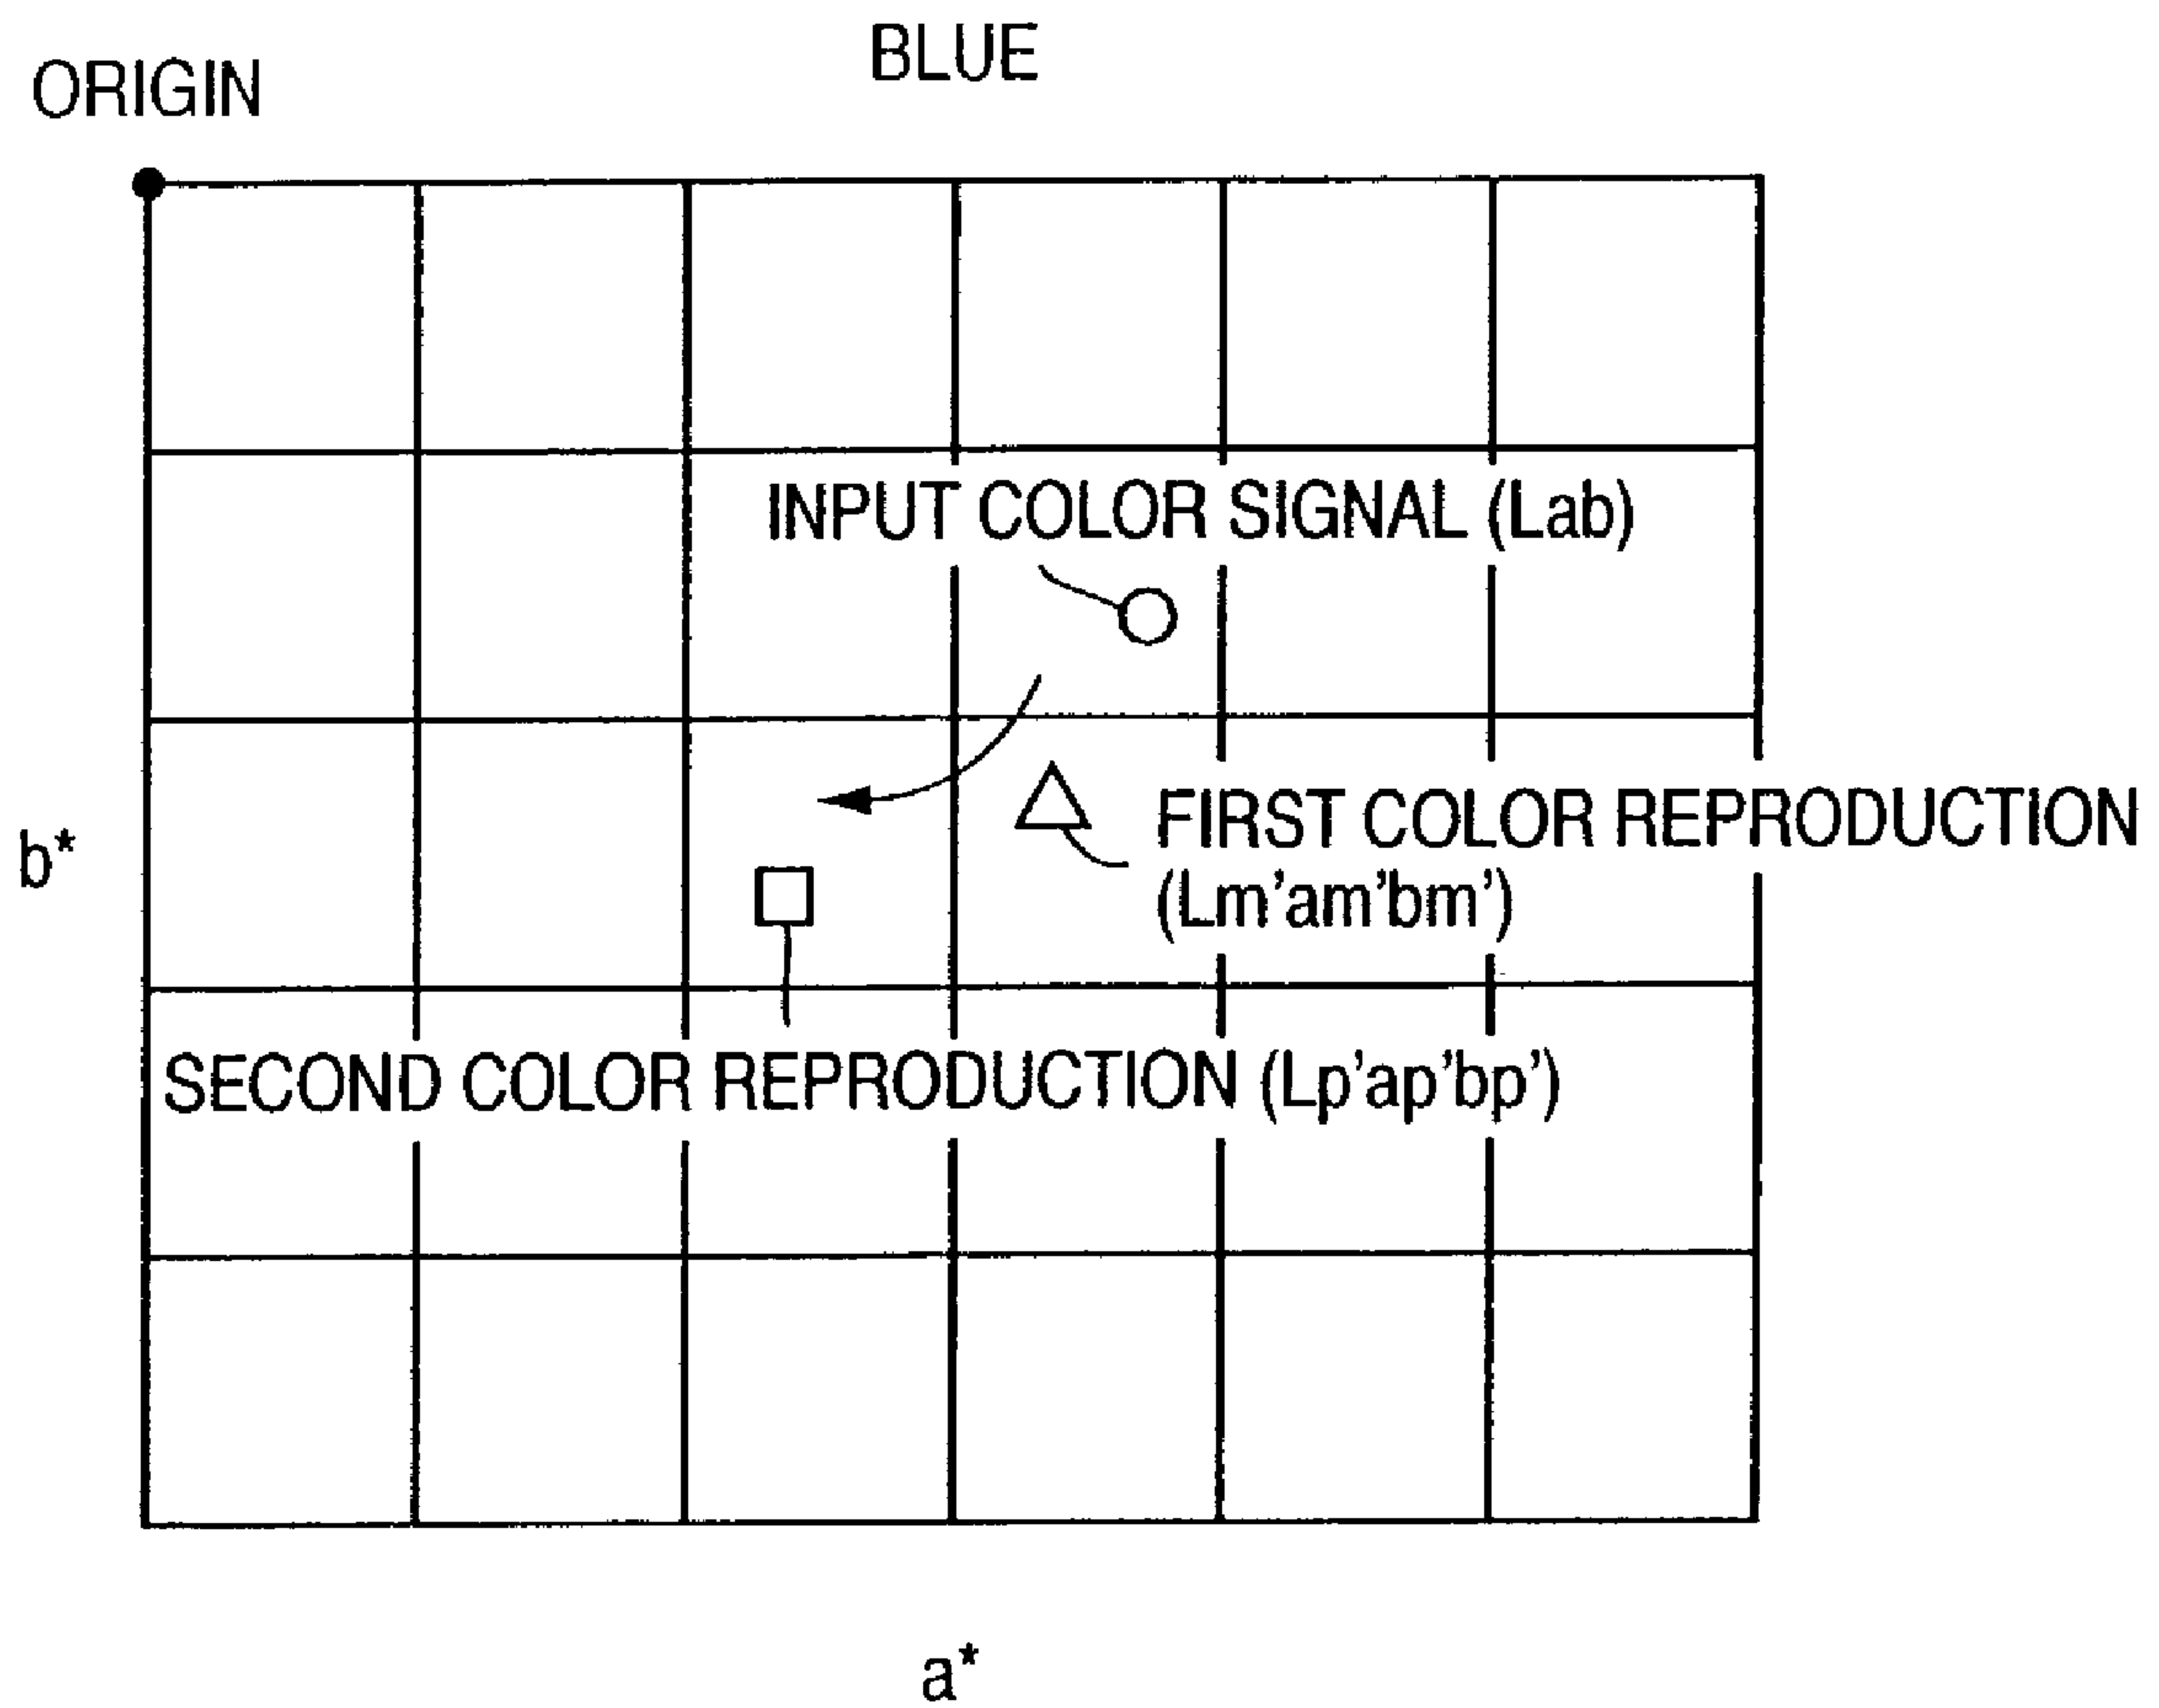 BLUE
ORIGIN
INPUT COLOR SIGNAL (Lab)
FIRST COLOR REPRODUCTION
(Lm'am'bm')
b*
SECOND COLOR REPRODUCTION (Lp'ap'bp')
a*